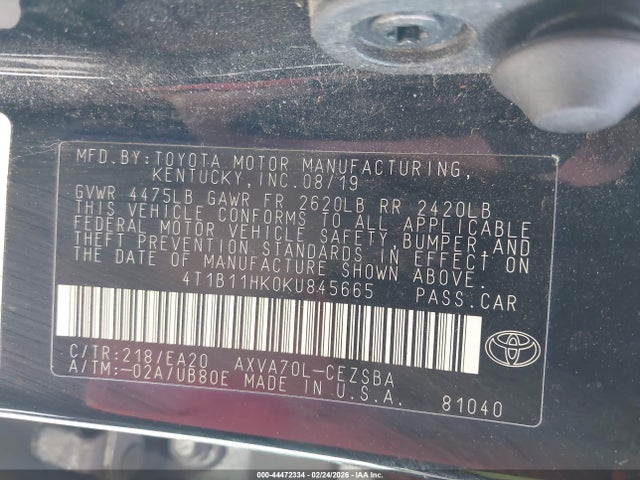 MFD.BY:TOYOTA MOTOR MANUFACTURING,
KENTUCKY, INC.08/19
GVWR 4475LB GAWR FR 2620LB RR 2420LB
THIS VEHICLE CONFORMS TO ALL APPLICABLE
FEDERAL MOTOR VEHICLE SAFETY,BUMPER,AND
THEFT PREVENTION STANDARDS IN EFFECT ON
THE DATE OF MANUFACTURE SHOWN ABOVE.
4T1B11HK0KU845665 PASS.CAR
C/TR:218/EA20 AXVA70L-CEZSBA
A/TM:-02A/UB80E MADE IN U.S.A. 81040
000-44472334 - 02/24/2026 - IAAI.COM